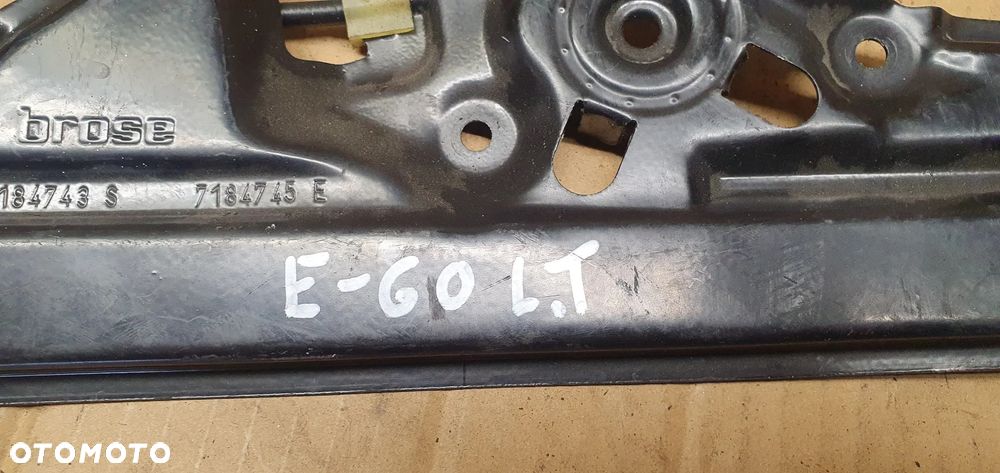 brose
184743 S 7184745 E
E-60 L.T
OTOMOTO